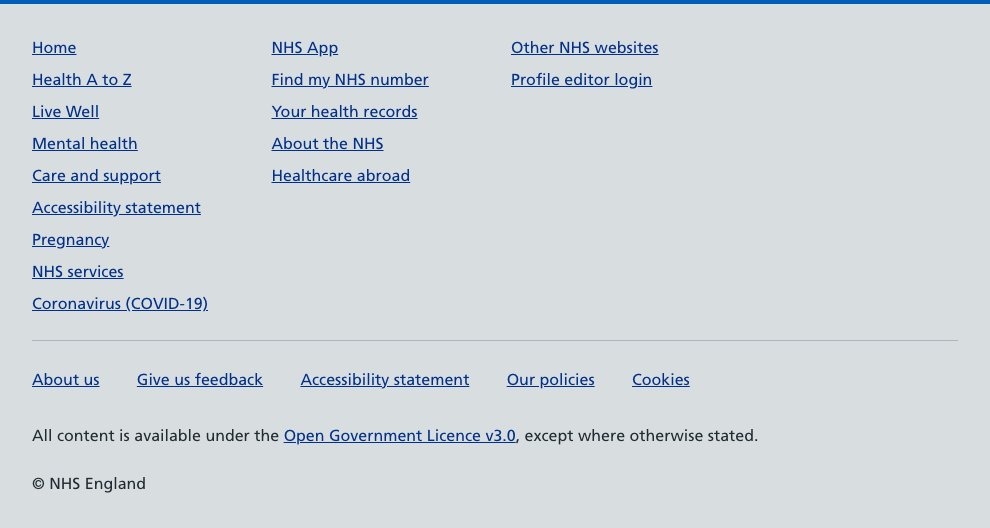 Home
Health A to Z
Live Well
Mental health
Care and support
Accessibility statement
Pregnancy
NHS services
Coronavirus (COVID-19)
NHS App
Find my NHS number
Your health records
About the NHS
Healthcare abroad
Other NHS websites
Profile editor login
About us Give us feedback Accessibility statement Our policies Cookies
All content is available under the Open Government Licence v3.0, except where otherwise stated.
© NHS England